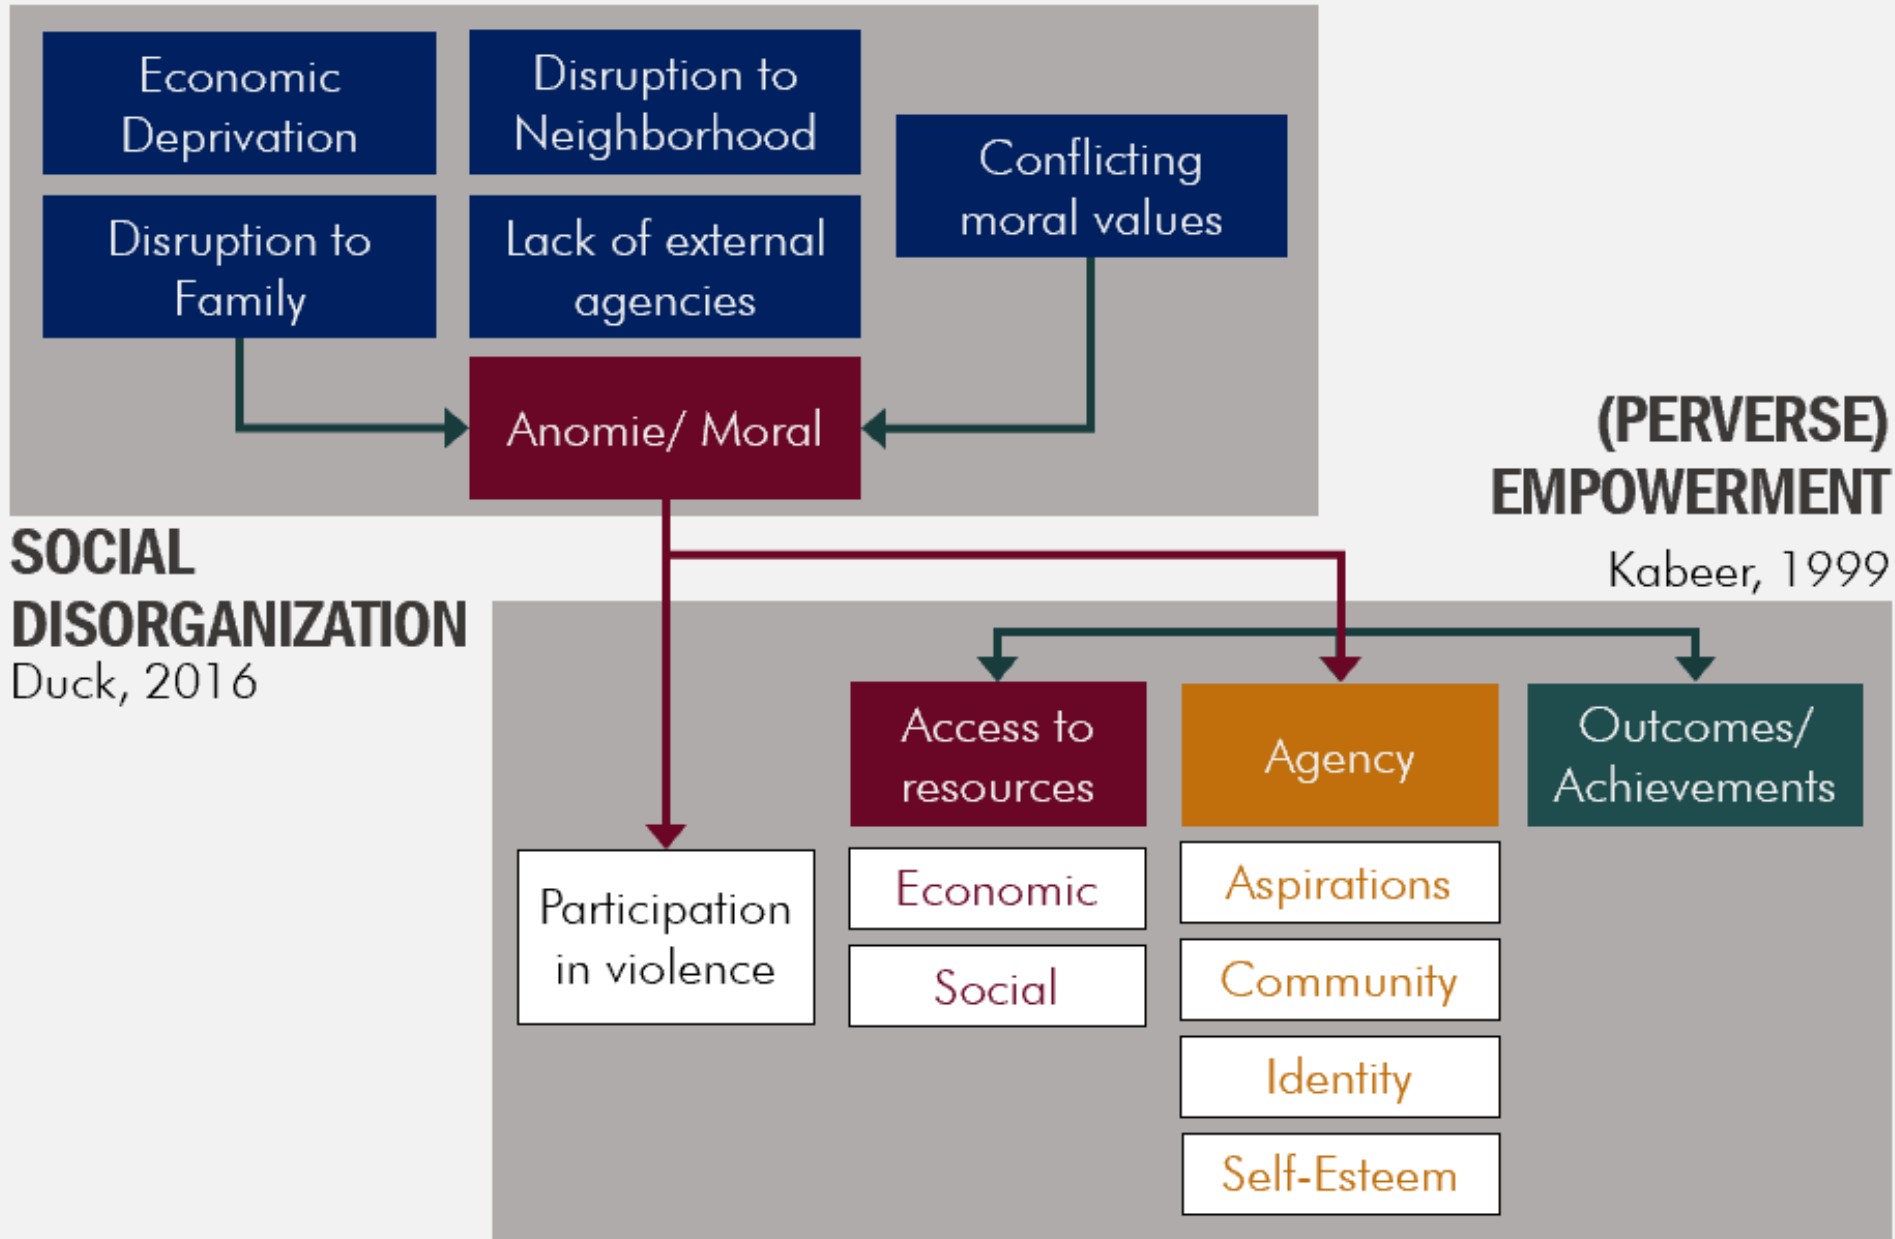 Economic
Deprivation
Disruption to
Neighborhood
Conflicting
moral values
Disruption to
Family
Lack of external
agencies
Anomie/ Moral
SOCIAL
DISORGANIZATION
Duck, 2016
(PERVERSE)
EMPOWERMENT
Kabeer, 1999
Participation
in violence
Access to
resources
Economic
Social
Agency
Aspirations
Community
Identity
Self-Esteem
Outcomes/
Achievements